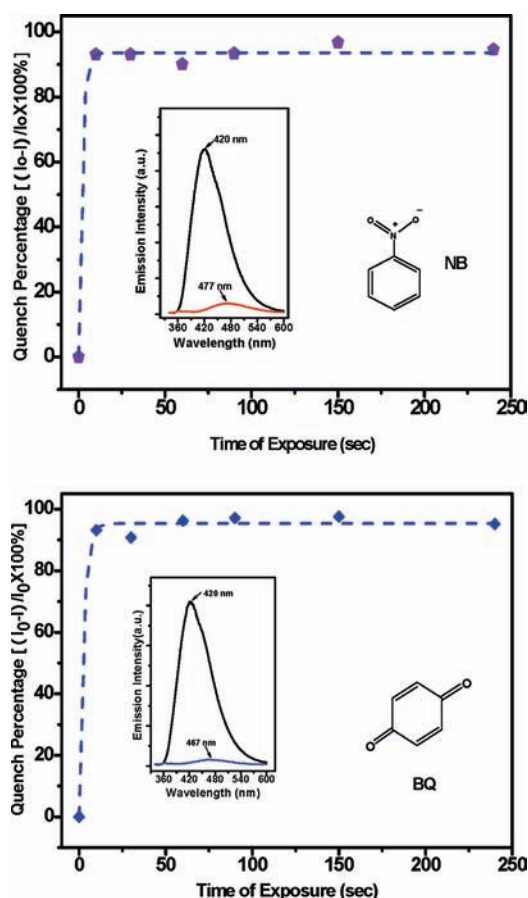 100
80
60
40
20
0
Quench Percentage [ (Io-I) /IoX100%]
420 nm
477 nm
Emission Intensity (a.u.)
360 420 480 540 600
Wavelength (nm)
O O−
N+
NB
0 50 100 150 200 250
Time of Exposure (sec)
100
80
60
40
20
0
Quench Percentage [ (I0-I)/I0X100%]
420 nm
467 nm
Emission Intensity(a.u.)
360 420 480 540 600
Wavelength (nm)
O
O
BQ
0 50 100 150 200 250
Time of Exposure (sec)